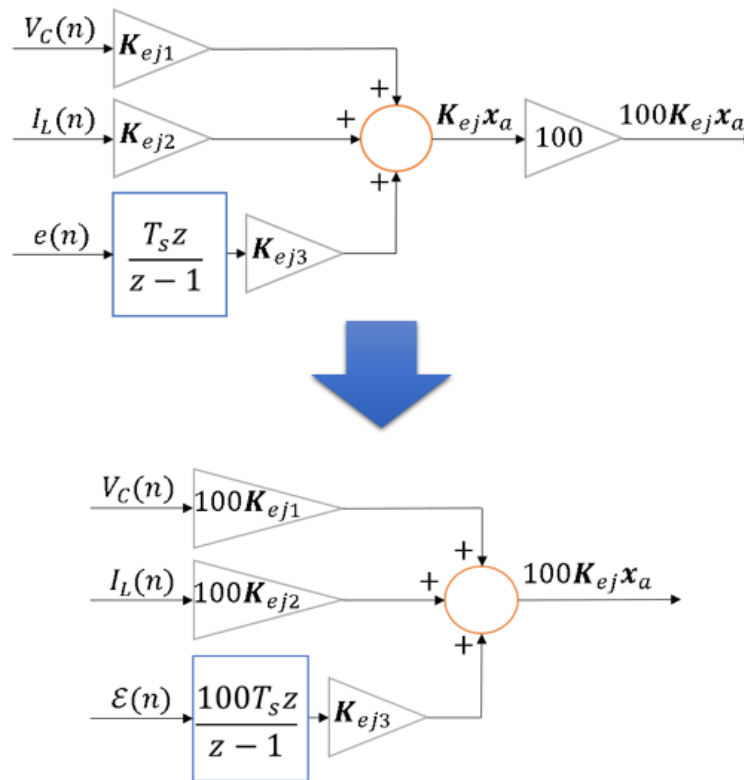 V_C(n)
K_ej1
+
I_L(n)
K_ej2
+
K_ej x_a
100
100K_ej x_a
+
e(n)
T_s z
z − 1
K_ej3
V_C(n)
100K_ej1
+
I_L(n)
100K_ej2
+
100K_ej x_a
+
ℰ(n)
100T_s z
z − 1
K_ej3